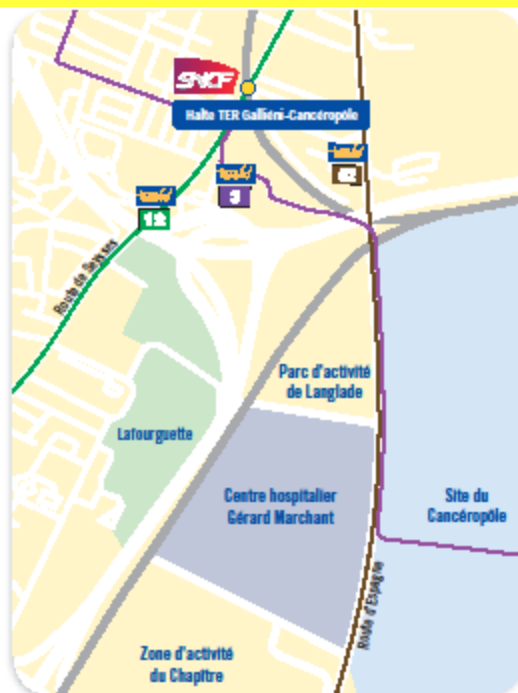 SNCF
Halte TER Galliéni-Cancéropôle
12
Route de Seysses
Parc d'activité
de Langlade
Lafourguette
Centre hospitalier
Gérard Marchant
Site du
Cancéropôle
Route d'Espagne
Zone d'activité
du Chapitre